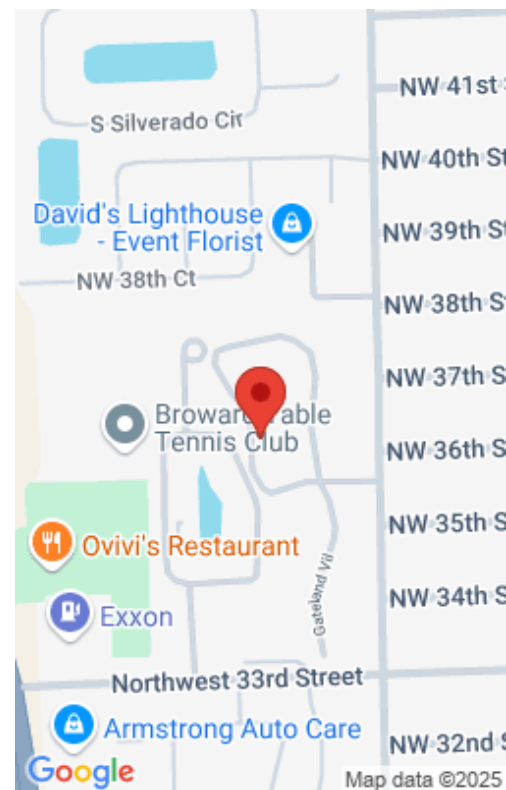 NW 41st
S Silverado Cir
NW 40th St
David's Lighthouse
- Event Florist
NW 39th St
NW 38th Ct
NW 38th St
NW 37th S
Broward Table
Tennis Club
NW 36th S
NW 35th S
Ovivi's Restaurant
Gateland Vil
NW 34th S
Exxon
Northwest 33rd Street
Armstrong Auto Care
NW 32nd S
Google
Map data ©2025